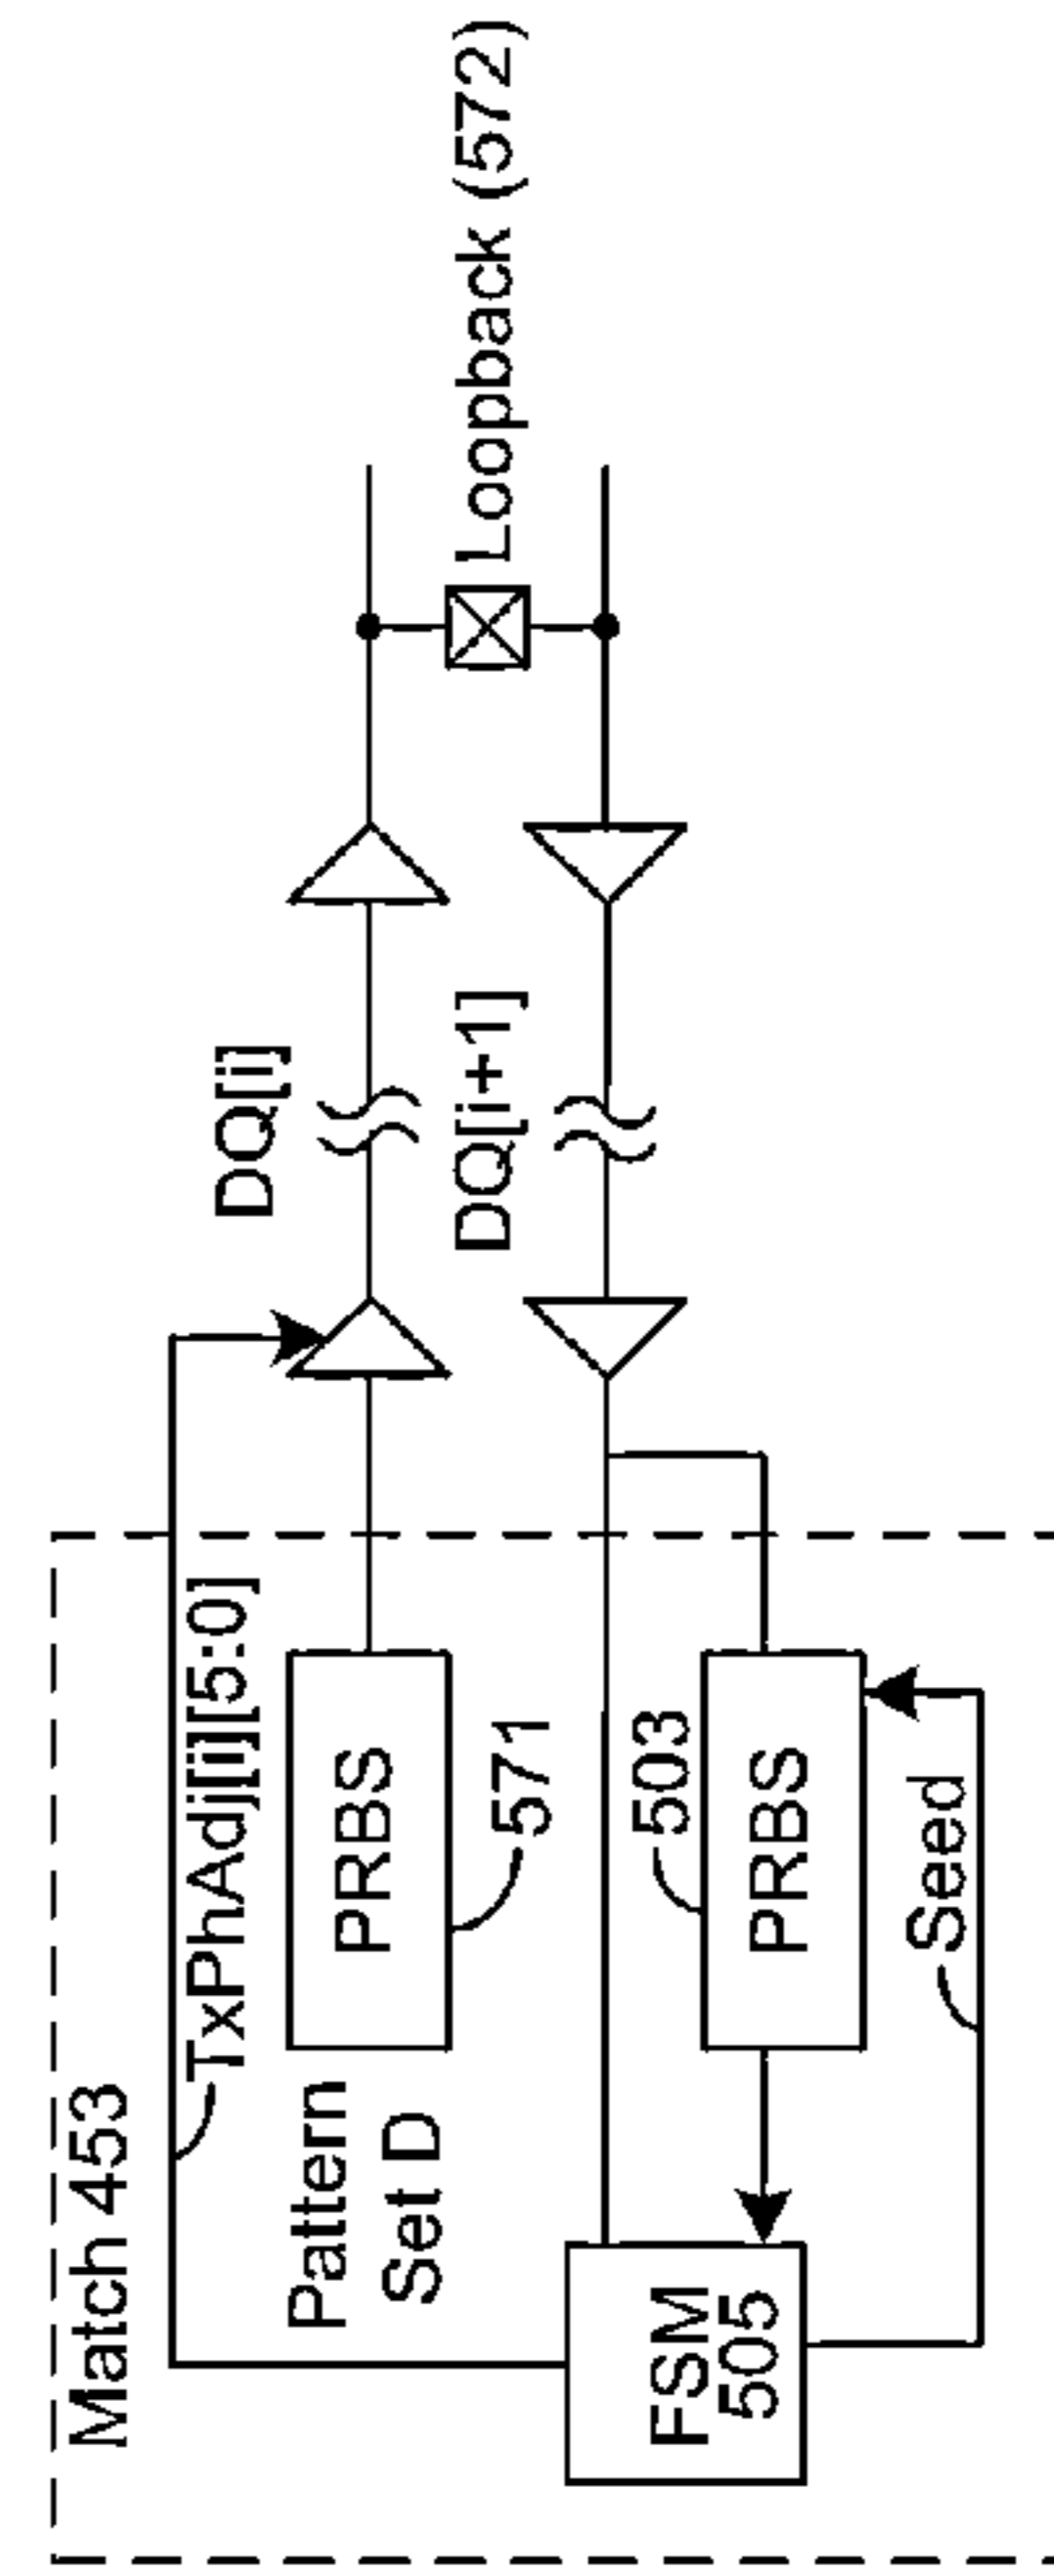 Match 453
TxPhAdj[i][5:0]
DQ[i]
Pattern
Set D
PRBS
571
DQ[i+1]
Loopback (572)
FSM
505
503
PRBS
Seed